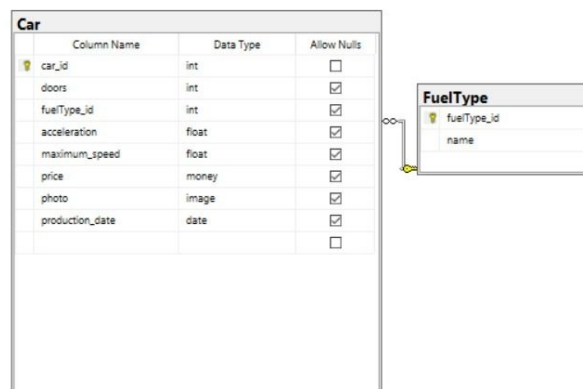 Car
Column Name Data Type Allow Nulls
car_id int
doors int
fuelType_id int
acceleration float
maximum_speed float
price money
photo image
production_date date
FuelType
fuelType_id
name